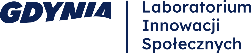 GDYNIA
Laboratorium
Innowacji
Społecznych